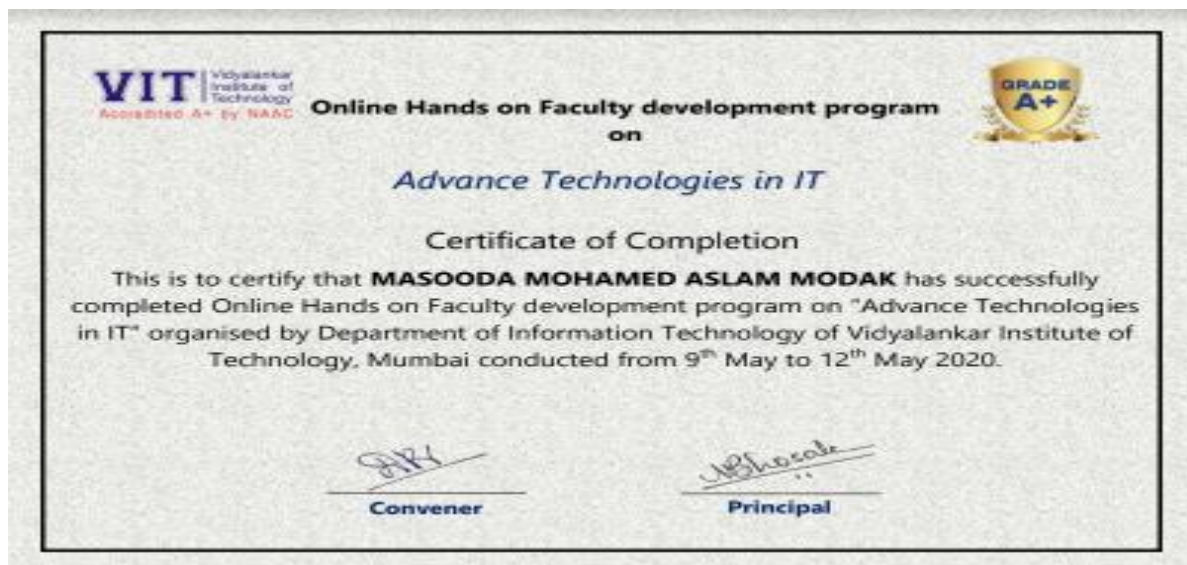 VIT Vidyalankar
Institute of
Technology
Accredited A+ by NAAC
GRADE
A+
Online Hands on Faculty development program
on
Advance Technologies in IT
Certificate of Completion
This is to certify that MASOODA MOHAMED ASLAM MODAK has successfully
completed Online Hands on Faculty development program on "Advance Technologies
in IT" organised by Department of Information Technology of Vidyalankar Institute of
Technology, Mumbai conducted from 9th May to 12th May 2020.
Convener
Principal